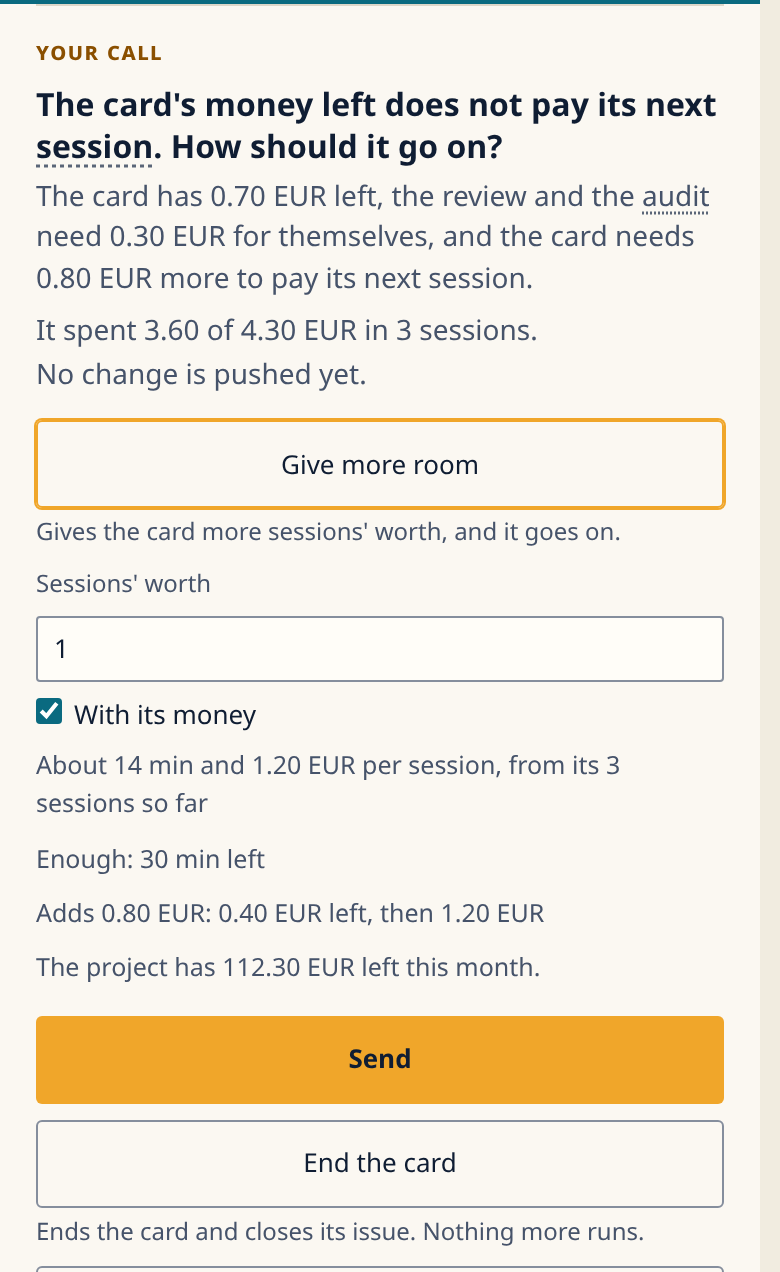 YOUR CALL
The card's money left does not pay its next
session. How should it go on?
The card has 0.70 EUR left, the review and the audit
need 0.30 EUR for themselves, and the card needs
0.80 EUR more to pay its next session.
It spent 3.60 of 4.30 EUR in 3 sessions.
No change is pushed yet.
Give more room
Gives the card more sessions' worth, and it goes on.
Sessions' worth
1
With its money
About 14 min and 1.20 EUR per session, from its 3
sessions so far
Enough: 30 min left
Adds 0.80 EUR: 0.40 EUR left, then 1.20 EUR
The project has 112.30 EUR left this month.
Send
End the card
Ends the card and closes its issue. Nothing more runs.